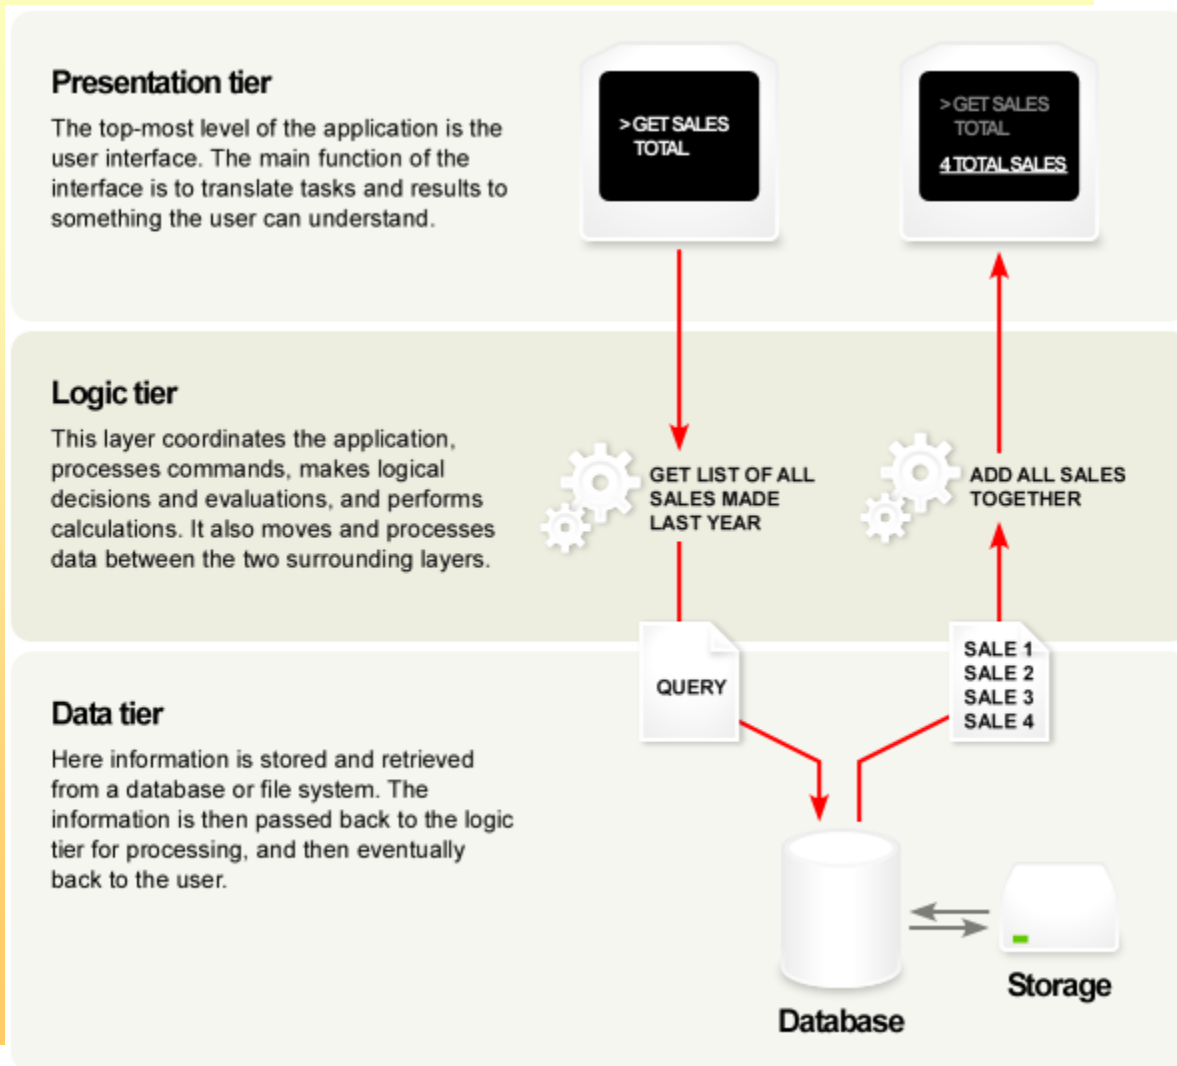 Presentation tier
The top-most level of the application is the
user interface. The main function of the
interface is to translate tasks and results to
something the user can understand.
>GET SALES
TOTAL
>GET SALES
TOTAL
4 TOTAL SALES
Logic tier
This layer coordinates the application,
processes commands, makes logical
decisions and evaluations, and performs
calculations. It also moves and processes
data between the two surrounding layers.
GET LIST OF ALL
SALES MADE
LAST YEAR
ADD ALL SALES
TOGETHER
QUERY
SALE 1
SALE 2
SALE 3
SALE 4
Data tier
Here information is stored and retrieved
from a database or file system. The
information is then passed back to the logic
tier for processing, and then eventually
back to the user.
Database
Storage